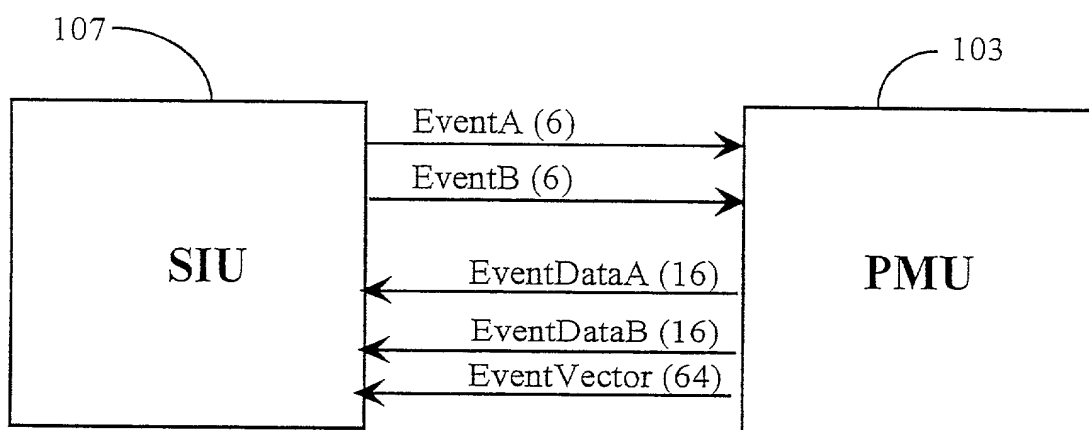 107
103
EventA (6)
EventB (6)
SIU
PMU
EventDataA (16)
EventDataB (16)
EventVector (64)